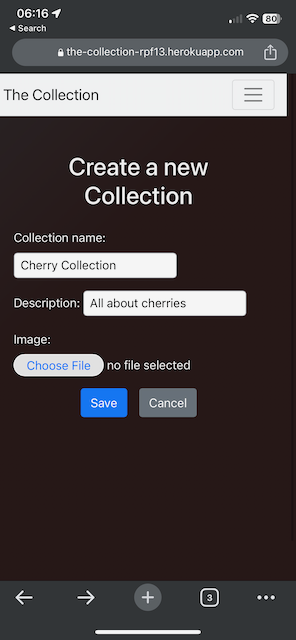 06:16
Search
80
the-collection-rpf13.herokuapp.com
The Collection
Create a new
Collection
Collection name:
Cherry Collection
Description: All about cherries
Image:
Choose File no file selected
Save Cancel
3